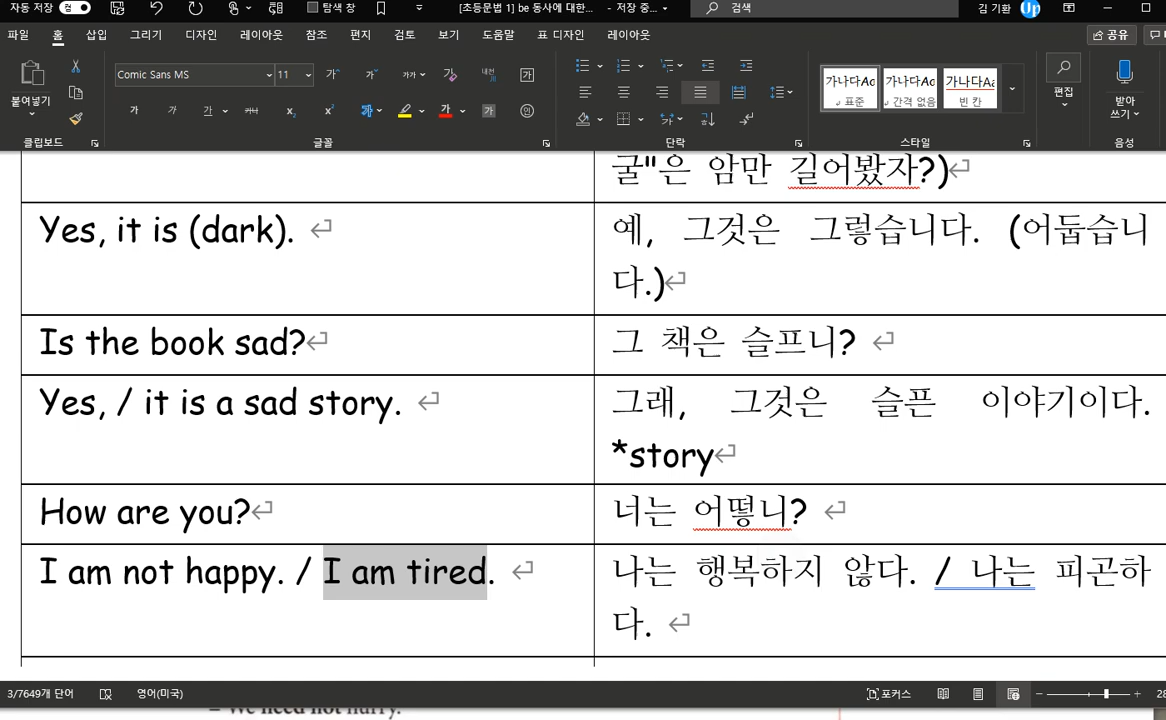 자동 저장 켬 탐색 창 [초등문법 1] be 동사에 대한... - 저장 중... 검색 김 기환
파일 홈 삽입 그리기 디자인 레이아웃 참조 편지 검토 보기 도움말 표 디자인 레이아웃 공유
붙여넣기 Comic Sans MS 11 가나다Ac 가나다Ac 가나다Aa 편집 받아쓰기
표준 간격 없음 빈 칸
클립보드 글꼴 단락 스타일 음성
굴"은 암만 길어봤자?)
Yes, it is (dark).
예, 그것은 그렇습니다. (어둡습니
다.)
Is the book sad?
그 책은 슬프니?
Yes, / it is a sad story.
그래, 그것은 슬픈 이야기이다.
*story
How are you?
너는 어떻니?
I am not happy. / I am tired.
나는 행복하지 않다. / 나는 피곤하
다.
3/7649개 단어 영어(미국) 포커스 28
= We need not hurry.